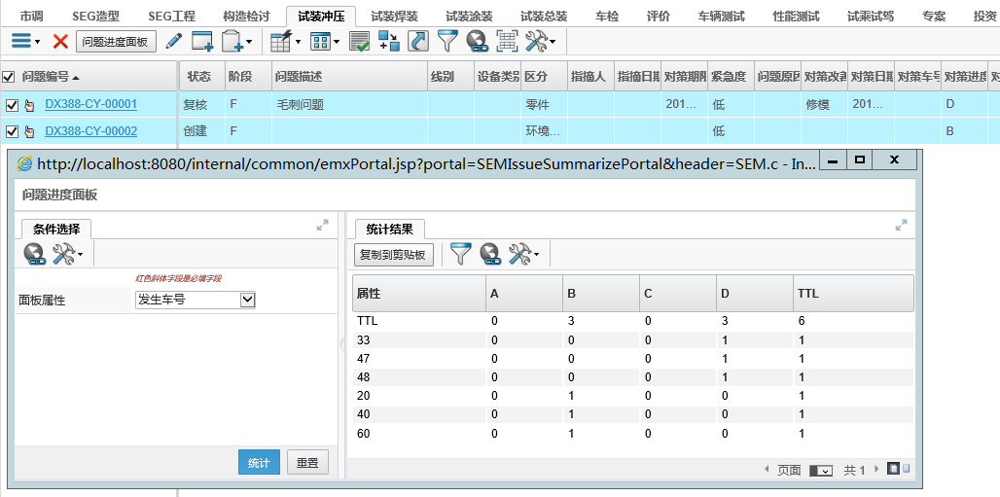 市调 SEG造型 SEG工程 构造检讨 试装冲压 试装焊装 试装涂装 试装总装 车检 评价 车辆测试 性能测试 试乘试驾 专案 投资
问题进度面板
问题编号 状态 阶段 问题描述 线别 设备类别 区分 指摘人 指摘日期 对策期限 紧急度 问题原因 对策改善 对策日期 对策车号 对策进度 对
DX388-CY-00001 复核 F 毛刺问题 零件 201... 低 修模 201... D
DX388-CY-00002 创建 F 环境... 低 B
http://localhost:8080/internal/common/emxPortal.jsp?portal=SEMIssueSummarizePortal&header=SEM.c - In...
问题进度面板
条件选择
红色斜体字段是必填字段
面板属性 发生车号
统计 重置
统计结果
复制到剪贴板
属性 A B C D TTL
TTL 0 3 0 3 6
33 0 0 0 1 1
47 0 0 0 1 1
48 0 0 0 1 1
20 0 1 0 0 1
40 0 1 0 0 1
60 0 1 0 0 1
页面 共 1